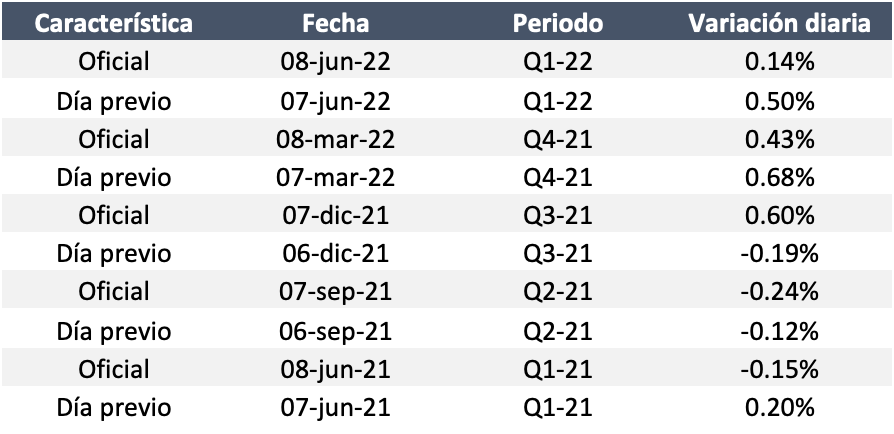 Característica Fecha Periodo Variación diaria
Oficial 08-jun-22 Q1-22 0.14%
Día previo 07-jun-22 Q1-22 0.50%
Oficial 08-mar-22 Q4-21 0.43%
Día previo 07-mar-22 Q4-21 0.68%
Oficial 07-dic-21 Q3-21 0.60%
Día previo 06-dic-21 Q3-21 -0.19%
Oficial 07-sep-21 Q2-21 -0.24%
Día previo 06-sep-21 Q2-21 -0.12%
Oficial 08-jun-21 Q1-21 -0.15%
Día previo 07-jun-21 Q1-21 0.20%